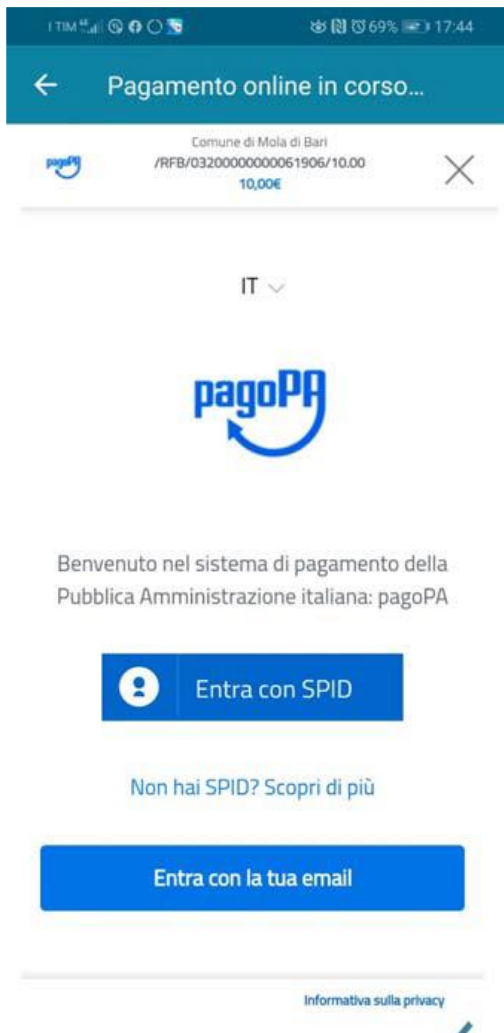 I TIM 69% 17:44
Pagamento online in corso...
Comune di Mola di Bari
pagoPA /RFB/03200000000061906/10.00
10,00€
IT
pagoPA
Benvenuto nel sistema di pagamento della
Pubblica Amministrazione italiana: pagoPA
Entra con SPID
Non hai SPID? Scopri di più
Entra con la tua email
Informativa sulla privacy